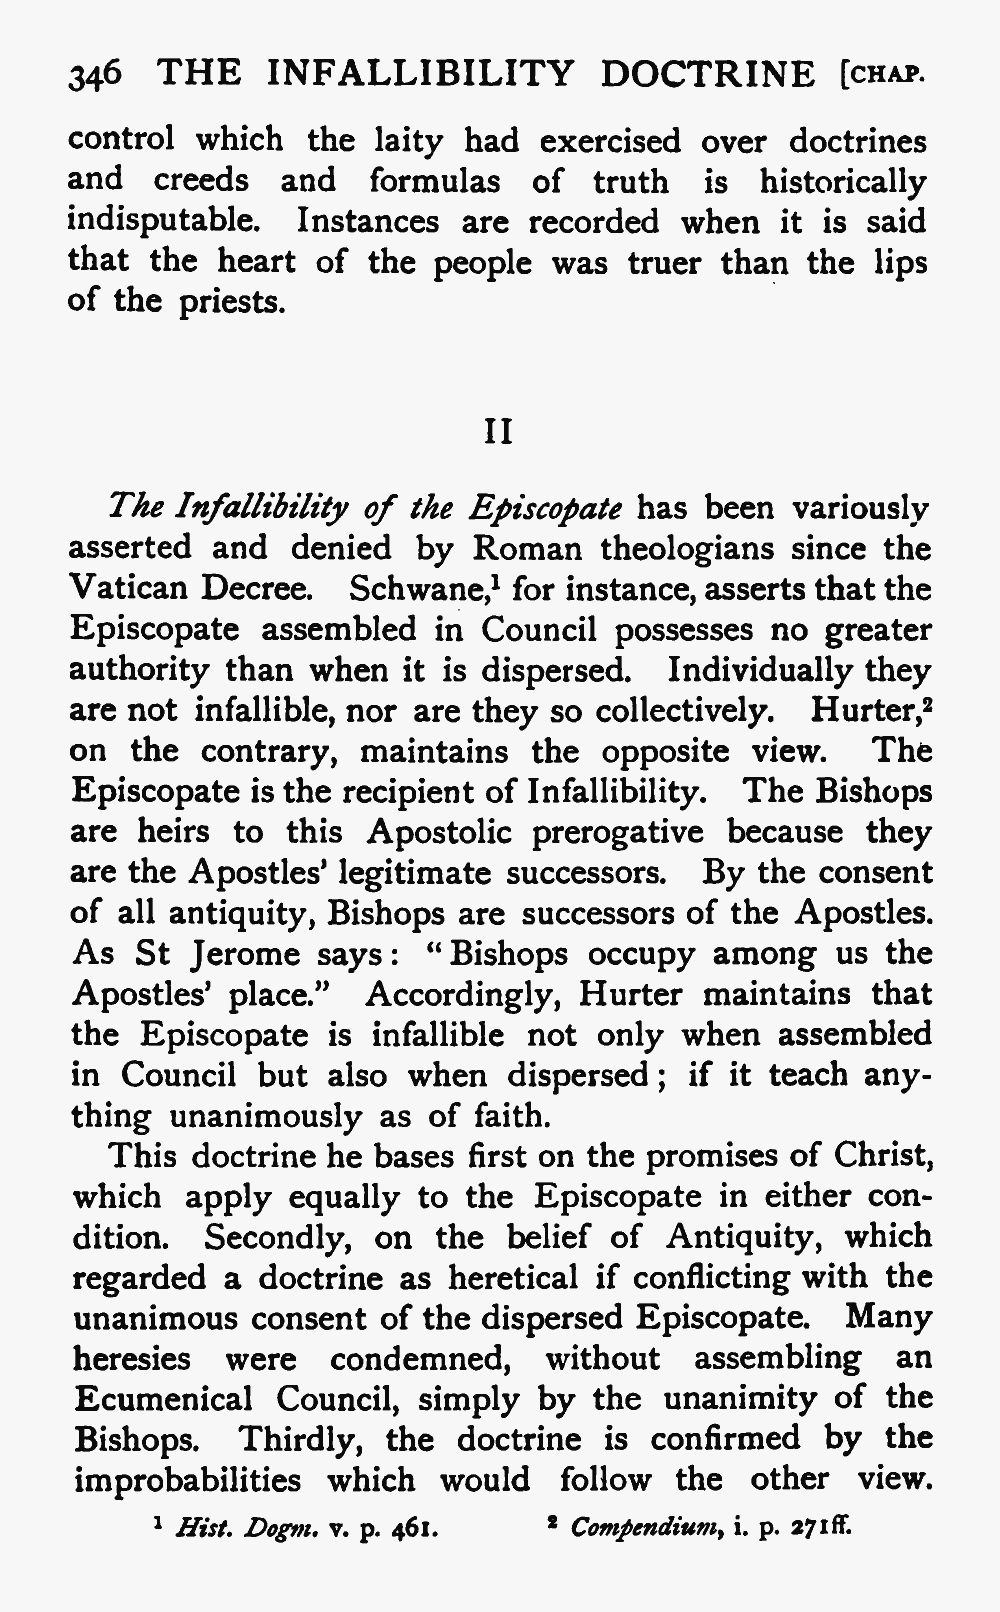 346 THE INFALLIBILITY DOCTRINE [CHAP.
control which the laity had exercised over doctrines
and creeds and formulas of truth is historically
indisputable. Instances are recorded when it is said
that the heart of the people was truer than the lips
of the priests.
II
The Infallibility of the Episcopate has been variously
asserted and denied by Roman theologians since the
Vatican Decree. Schwane,¹ for instance, asserts that the
Episcopate assembled in Council possesses no greater
authority than when it is dispersed. Individually they
are not infallible, nor are they so collectively. Hurter,²
on the contrary, maintains the opposite view. The
Episcopate is the recipient of Infallibility. The Bishops
are heirs to this Apostolic prerogative because they
are the Apostles' legitimate successors. By the consent
of all antiquity, Bishops are successors of the Apostles.
As St Jerome says: “Bishops occupy among us the
Apostles' place.” Accordingly, Hurter maintains that
the Episcopate is infallible not only when assembled
in Council but also when dispersed; if it teach any-
thing unanimously as of faith.
This doctrine he bases first on the promises of Christ,
which apply equally to the Episcopate in either con-
dition. Secondly, on the belief of Antiquity, which
regarded a doctrine as heretical if conflicting with the
unanimous consent of the dispersed Episcopate. Many
heresies were condemned, without assembling an
Ecumenical Council, simply by the unanimity of the
Bishops. Thirdly, the doctrine is confirmed by the
improbabilities which would follow the other view.
¹ Hist. Dogm. v. p. 461. ² Compendium, i. p. 271ff.